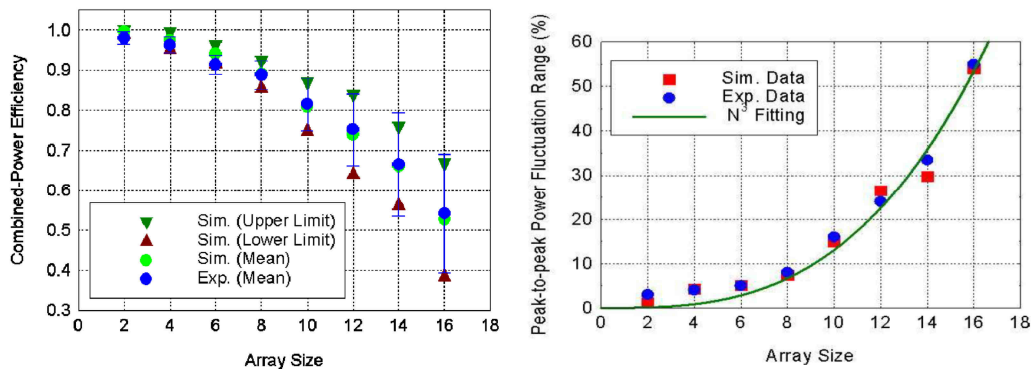 Combined-Power Efficiency
1.0
0.9
0.8
0.7
0.6
0.5
0.4
0.3
Sim. (Upper Limit)
Sim. (Lower Limit)
Sim. (Mean)
Exp. (Mean)
0 2 4 6 8 10 12 14 16 18
Array Size
Peak-to-peak Power Fluctuation Range (%)
60
50
40
30
20
10
0
Sim. Data
Exp. Data
N³ Fitting
0 2 4 6 8 10 12 14 16 18
Array Size